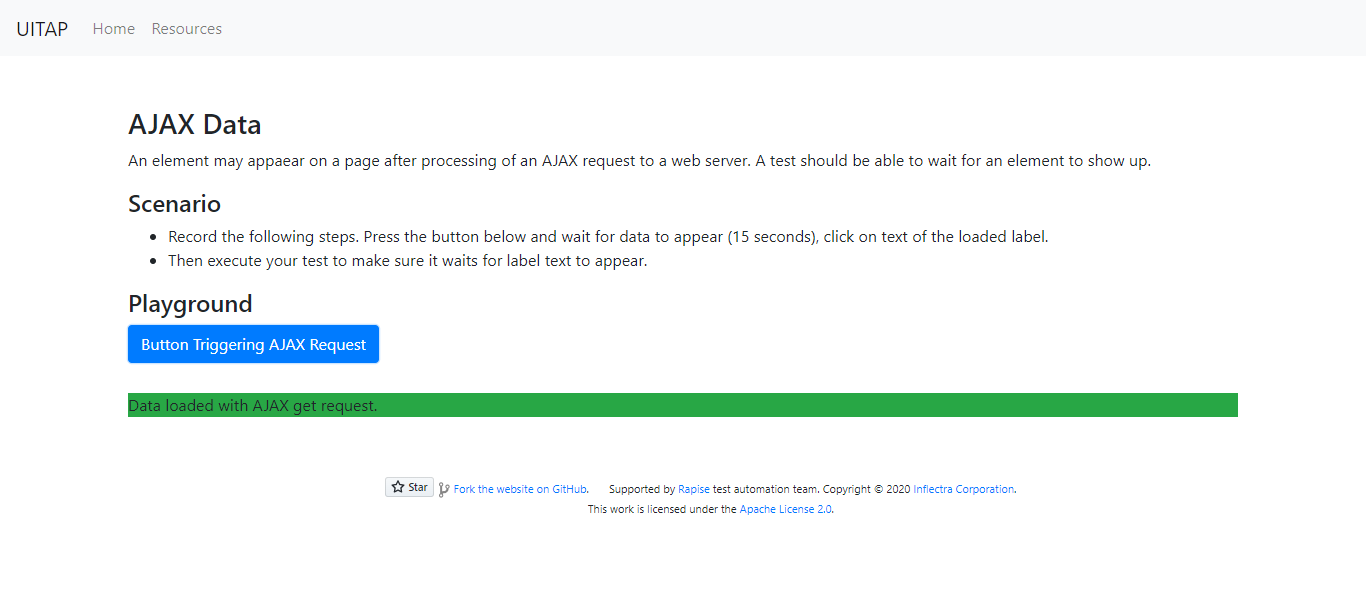 UITAP Home Resources
AJAX Data
An element may appaear on a page after processing of an AJAX request to a web server. A test should be able to wait for an element to show up.
Scenario
• Record the following steps. Press the button below and wait for data to appear (15 seconds), click on text of the loaded label.
• Then execute your test to make sure it waits for label text to appear.
Playground
Button Triggering AJAX Request
Data loaded with AJAX get request.
Star Fork the website on GitHub. Supported by Rapise test automation team. Copyright © 2020 Inflectra Corporation.
This work is licensed under the Apache License 2.0.